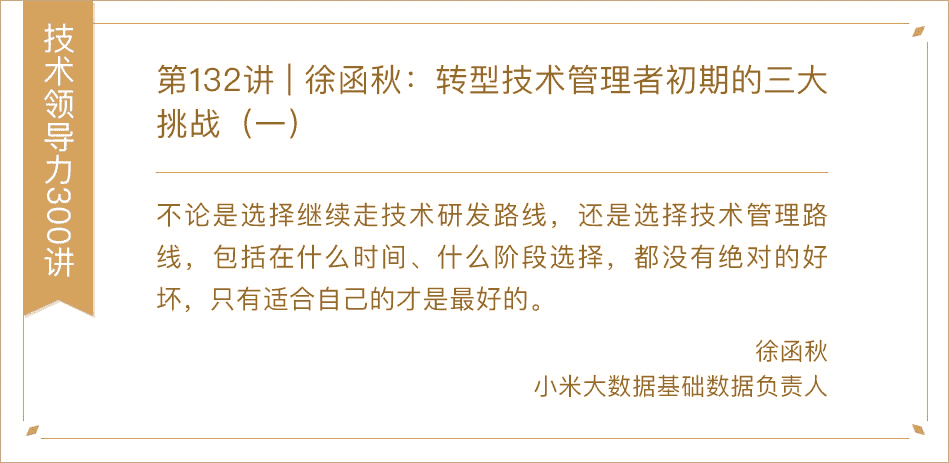 技术领导力300讲
第132讲 | 徐函秋：转型技术管理者初期的三大
挑战（一）
不论是选择继续走技术研发路线，还是选择技术管理路
线，包括在什么时间、什么阶段选择，都没有绝对的好
坏，只有适合自己的才是最好的。
徐函秋
小米大数据基础数据负责人